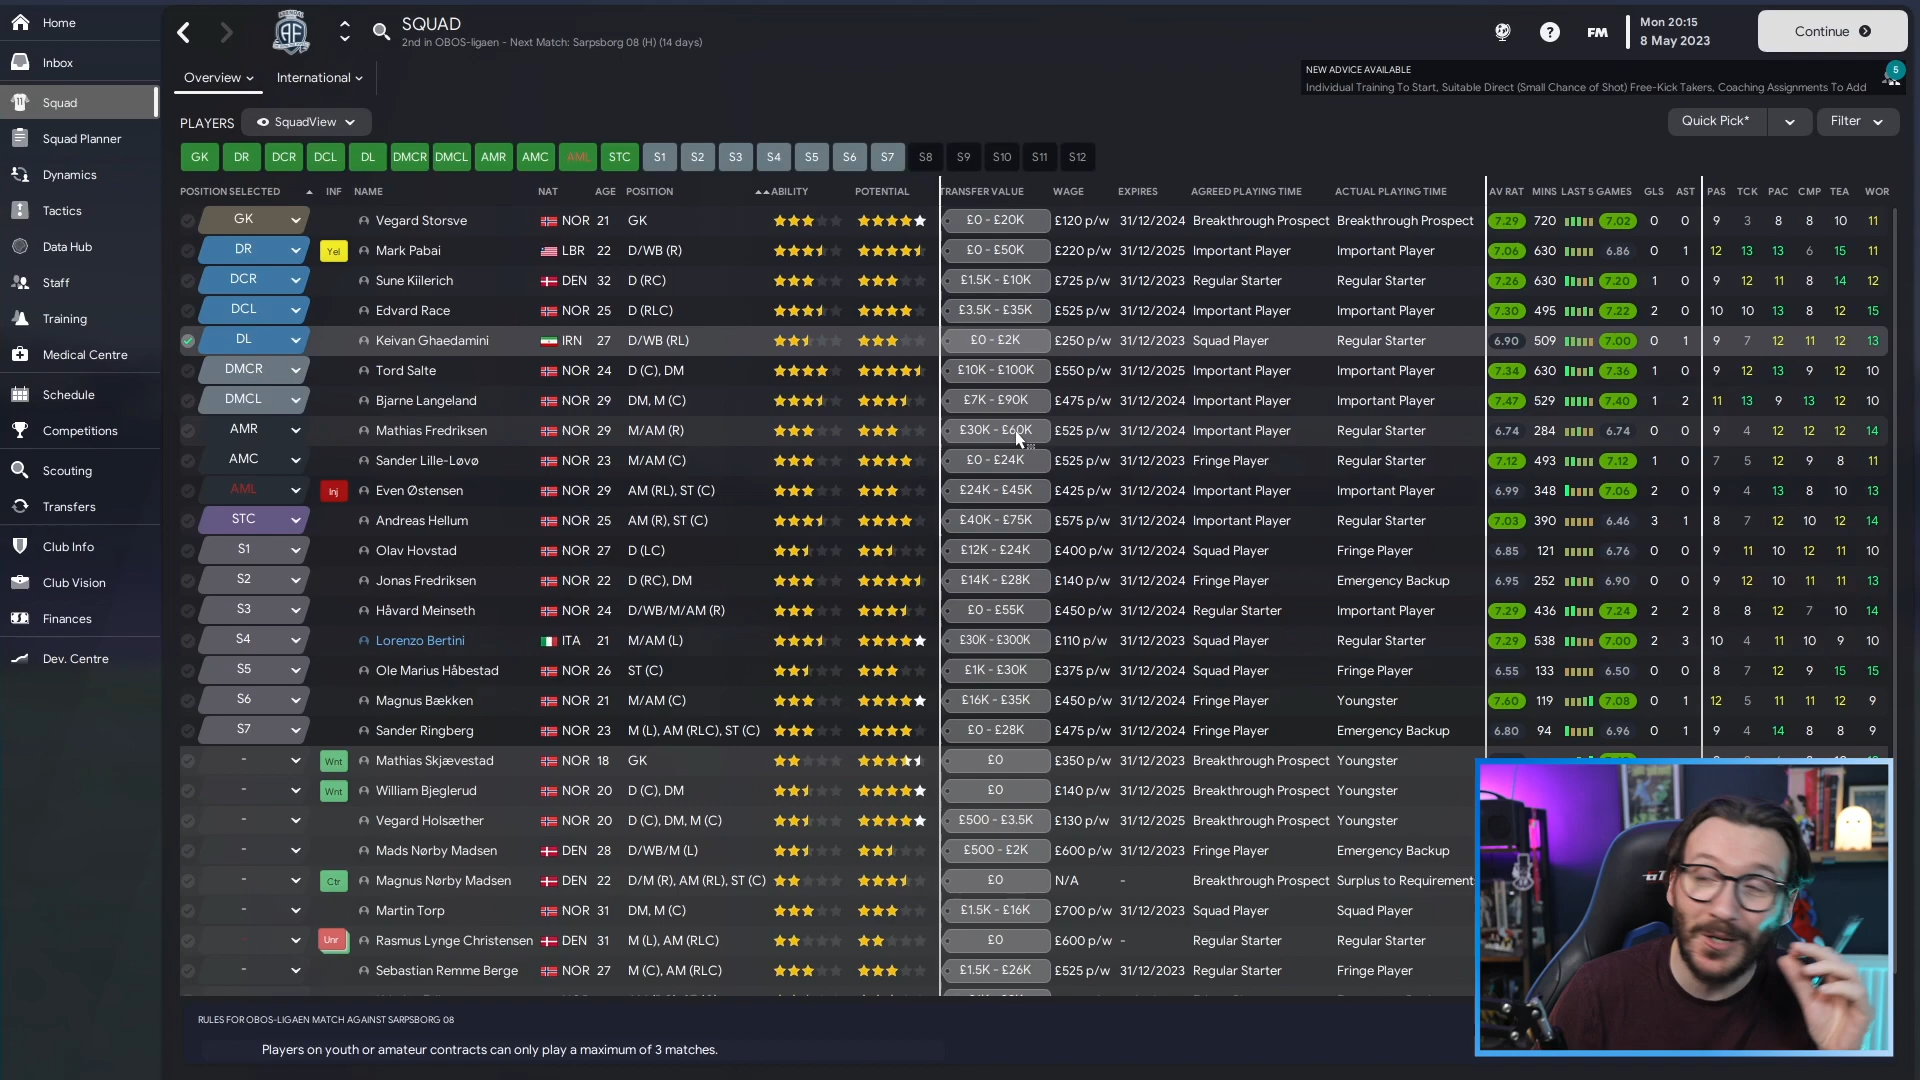 Home
Inbox
Squad
Squad Planner
Dynamics
Tactics
Data Hub
Staff
Training
Medical Centre
Schedule
Competitions
Scouting
Transfers
Club Info
Club Vision
Finances
Dev. Centre
SQUAD
2nd in OBOS-ligaen - Next Match: Sarpsborg 08 (H) (14 days)
FM
Mon 20:15
8 May 2023
Continue
Overview International
NEW ADVICE AVAILABLE
Individual Training To Start, Suitable Direct (Small Chance of Shot) Free-Kick Takers, Coaching Assignments To Add
5
PLAYERS SquadView
Quick Pick* Filter
GK DR DCR DCL DL DMCR DMCL AMR AMC AML STC S1 S2 S3 S4 S5 S6 S7 S8 S9 S10 S11 S12
POSITION SELECTED INF NAME NAT AGE POSITION ABILITY POTENTIAL TRANSFER VALUE WAGE EXPIRES AGREED PLAYING TIME ACTUAL PLAYING TIME AV RAT MINS LAST 5 GAMES GLS AST PAS TCK PAC CMP TEA WOR
GK Vegard Storsve NOR 21 GK £0 - £20K £120 p/w 31/12/2024 Breakthrough Prospect Breakthrough Prospect 7.29 720 7.02 0 0 9 3 8 8 10 11
DR Yel Mark Pabai LBR 22 D/WB (R) £0 - £50K £220 p/w 31/12/2025 Important Player Important Player 7.06 630 6.86 0 1 12 13 13 6 15 11
DCR Sune Kiilerich DEN 32 D (RC) £1.5K - £10K £725 p/w 31/12/2023 Regular Starter Regular Starter 7.26 630 7.20 1 0 9 12 11 8 14 12
DCL Edvard Race NOR 25 D (RLC) £3.5K - £35K £525 p/w 31/12/2024 Important Player Important Player 7.30 495 7.22 2 0 10 10 13 8 12 15
DL Keivan Ghaedamini IRN 27 D/WB (RL) £0 - £2K £250 p/w 31/12/2023 Squad Player Regular Starter 6.90 509 7.00 0 1 9 7 12 11 12 13
DMCR Tord Salte NOR 24 D (C), DM £10K - £100K £550 p/w 31/12/2025 Important Player Important Player 7.34 630 7.36 1 0 9 12 13 9 12 10
DMCL Bjarne Langeland NOR 29 DM, M (C) £7K - £90K £475 p/w 31/12/2024 Important Player Important Player 7.47 529 7.40 1 2 11 13 9 13 12 10
AMR Mathias Fredriksen NOR 29 M/AM (R) £30K - £60K £525 p/w 31/12/2024 Important Player Regular Starter 6.74 284 6.74 0 0 9 4 12 12 12 14
AMC Sander Lille-Løvø NOR 23 M/AM (C) £0 - £24K £525 p/w 31/12/2023 Fringe Player Regular Starter 7.12 493 7.12 1 0 7 5 12 9 8 11
AML Inj Even Østensen NOR 29 AM (RL), ST (C) £24K - £45K £425 p/w 31/12/2024 Important Player Important Player 6.99 348 7.06 2 0 9 4 13 8 10 13
STC Andreas Hellum NOR 25 AM (R), ST (C) £40K - £75K £575 p/w 31/12/2024 Important Player Regular Starter 7.03 390 6.46 3 1 8 7 12 10 12 14
S1 Olav Hovstad NOR 27 D (LC) £12K - £24K £400 p/w 31/12/2024 Squad Player Fringe Player 6.85 121 6.76 0 0 9 11 10 12 11 10
S2 Jonas Fredriksen NOR 22 D (RC), DM £14K - £28K £140 p/w 31/12/2024 Fringe Player Emergency Backup 6.95 252 6.90 0 0 9 12 10 11 11 13
S3 Håvard Meinseth NOR 24 D/WB/M/AM (R) £0 - £55K £450 p/w 31/12/2024 Regular Starter Important Player 7.29 436 7.24 2 2 8 8 12 7 10 14
S4 Lorenzo Bertini ITA 21 M/AM (L) £30K - £300K £110 p/w 31/12/2023 Squad Player Regular Starter 7.29 538 7.00 2 3 10 4 11 10 9 10
S5 Ole Marius Håbestad NOR 26 ST (C) £1K - £30K £375 p/w 31/12/2024 Squad Player Fringe Player 6.55 133 6.50 0 0 8 7 12 9 15 15
S6 Magnus Bækken NOR 21 M/AM (C) £16K - £35K £450 p/w 31/12/2024 Fringe Player Youngster 7.60 119 7.08 0 1 12 5 11 11 12 9
S7 Sander Ringberg NOR 23 M (L), AM (RLC), ST (C) £0 - £28K £475 p/w 31/12/2024 Fringe Player Emergency Backup 6.80 94 6.96 0 1 9 4 14 8 8 9
- Wnt Mathias Skjævestad NOR 18 GK £0 £350 p/w 31/12/2023 Breakthrough Prospect Youngster
- Wnt William Bjeglerud NOR 20 D (C), DM £0 £140 p/w 31/12/2025 Breakthrough Prospect Youngster
- Vegard Holsæther NOR 20 D (C), DM, M (C) £500 - £3.5K £130 p/w 31/12/2025 Breakthrough Prospect Youngster
- Mads Nørby Madsen DEN 28 D/WB/M (L) £500 - £2K £600 p/w 31/12/2023 Fringe Player Emergency Backup
- Ctr Magnus Nørby Madsen DEN 22 D/M (R), AM (RL), ST (C) £0 N/A - Breakthrough Prospect Surplus to Requirement
- Martin Torp NOR 31 DM, M (C) £1.5K - £16K £700 p/w 31/12/2023 Squad Player Squad Player
Unr Rasmus Lynge Christensen DEN 31 M (L), AM (RLC) £0 £600 p/w - Regular Starter Regular Starter
- Sebastian Remme Berge NOR 27 M (C), AM (RLC) £1.5K - £26K £525 p/w 31/12/2023 Regular Starter Fringe Player
RULES FOR OBOS-LIGAEN MATCH AGAINST SARPSBORG 08
Players on youth or amateur contracts can only play a maximum of 3 matches.